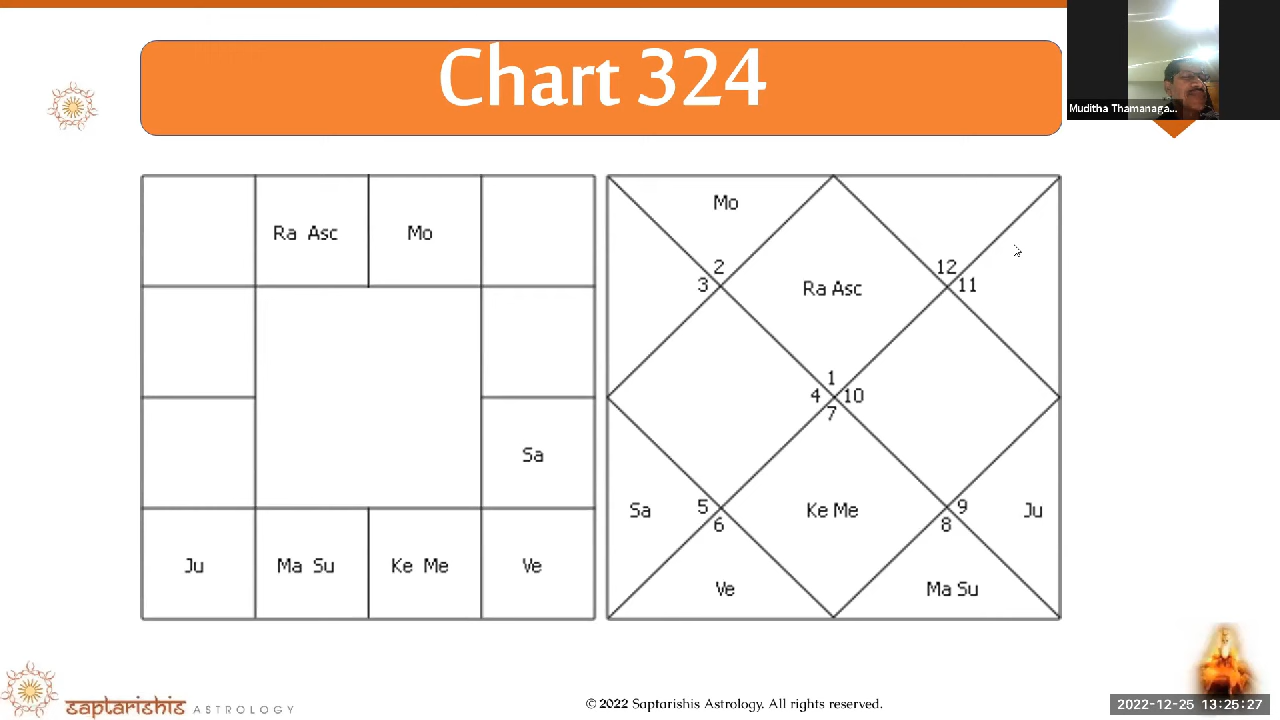 Chart 324
Muditha Thamanaga...
Ra Asc
Mo
Sa
Ju
Ma Su
Ke Me
Ve
Mo
2
3
12
11
Ra Asc
1
4
10
7
Sa
5
6
Ke Me
9
8
Ju
Ve
Ma Su
saptarishis ASTROLOGY
© 2022 Saptarishis Astrology. All rights reserved.
2022-12-25 13:25:27